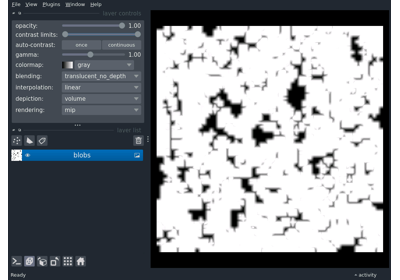 File View Plugins Window Help
layer controls
opacity: 1.00
contrast limits:
auto-contrast: once continuous
gamma: 1.00
colormap: gray
blending: translucent_no_depth
interpolation: linear
depiction: volume
rendering: mip
layer list
blobs
Ready
activity